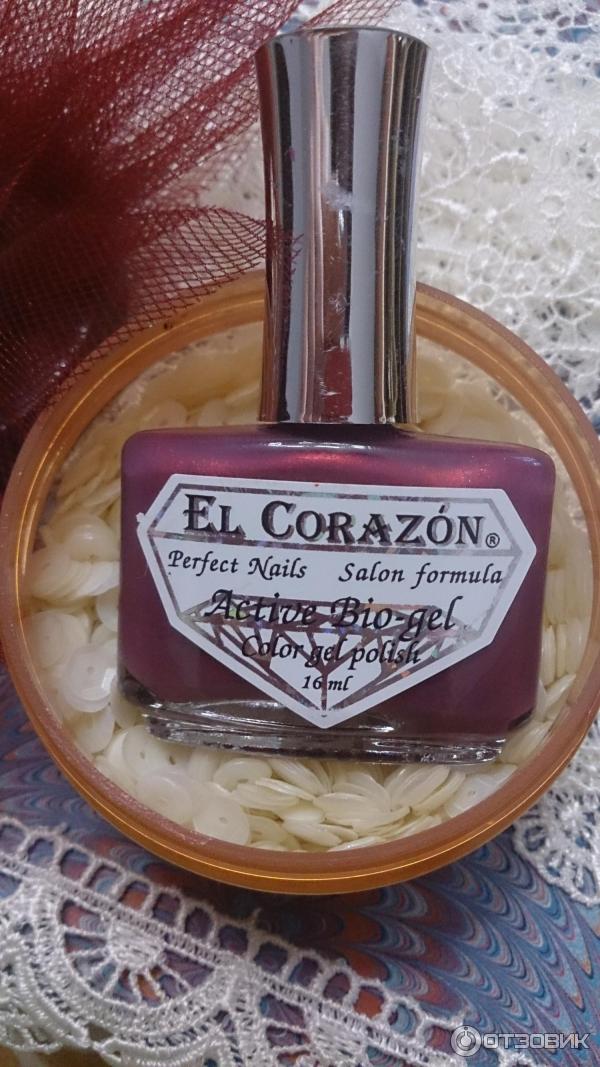 EL CORAZÓN®
Perfect Nails Salon formula
Active Bio-gel
Color gel polish
16 ml
ОТЗОВИК